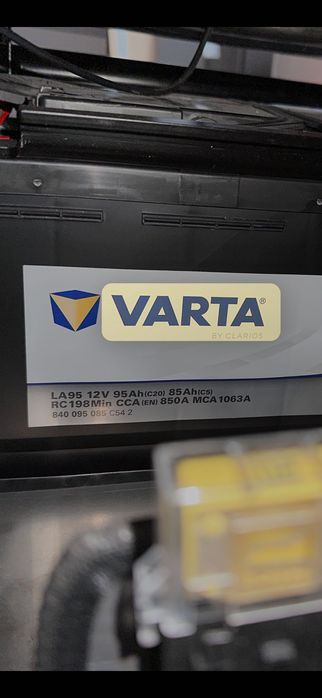 VARTA®
BY CLARIOS
LA95 12V 95Ah(C20) 85Ah(C5)
RC198Min CCA(EN) 850A MCA1063A
840 095 085 C54 2